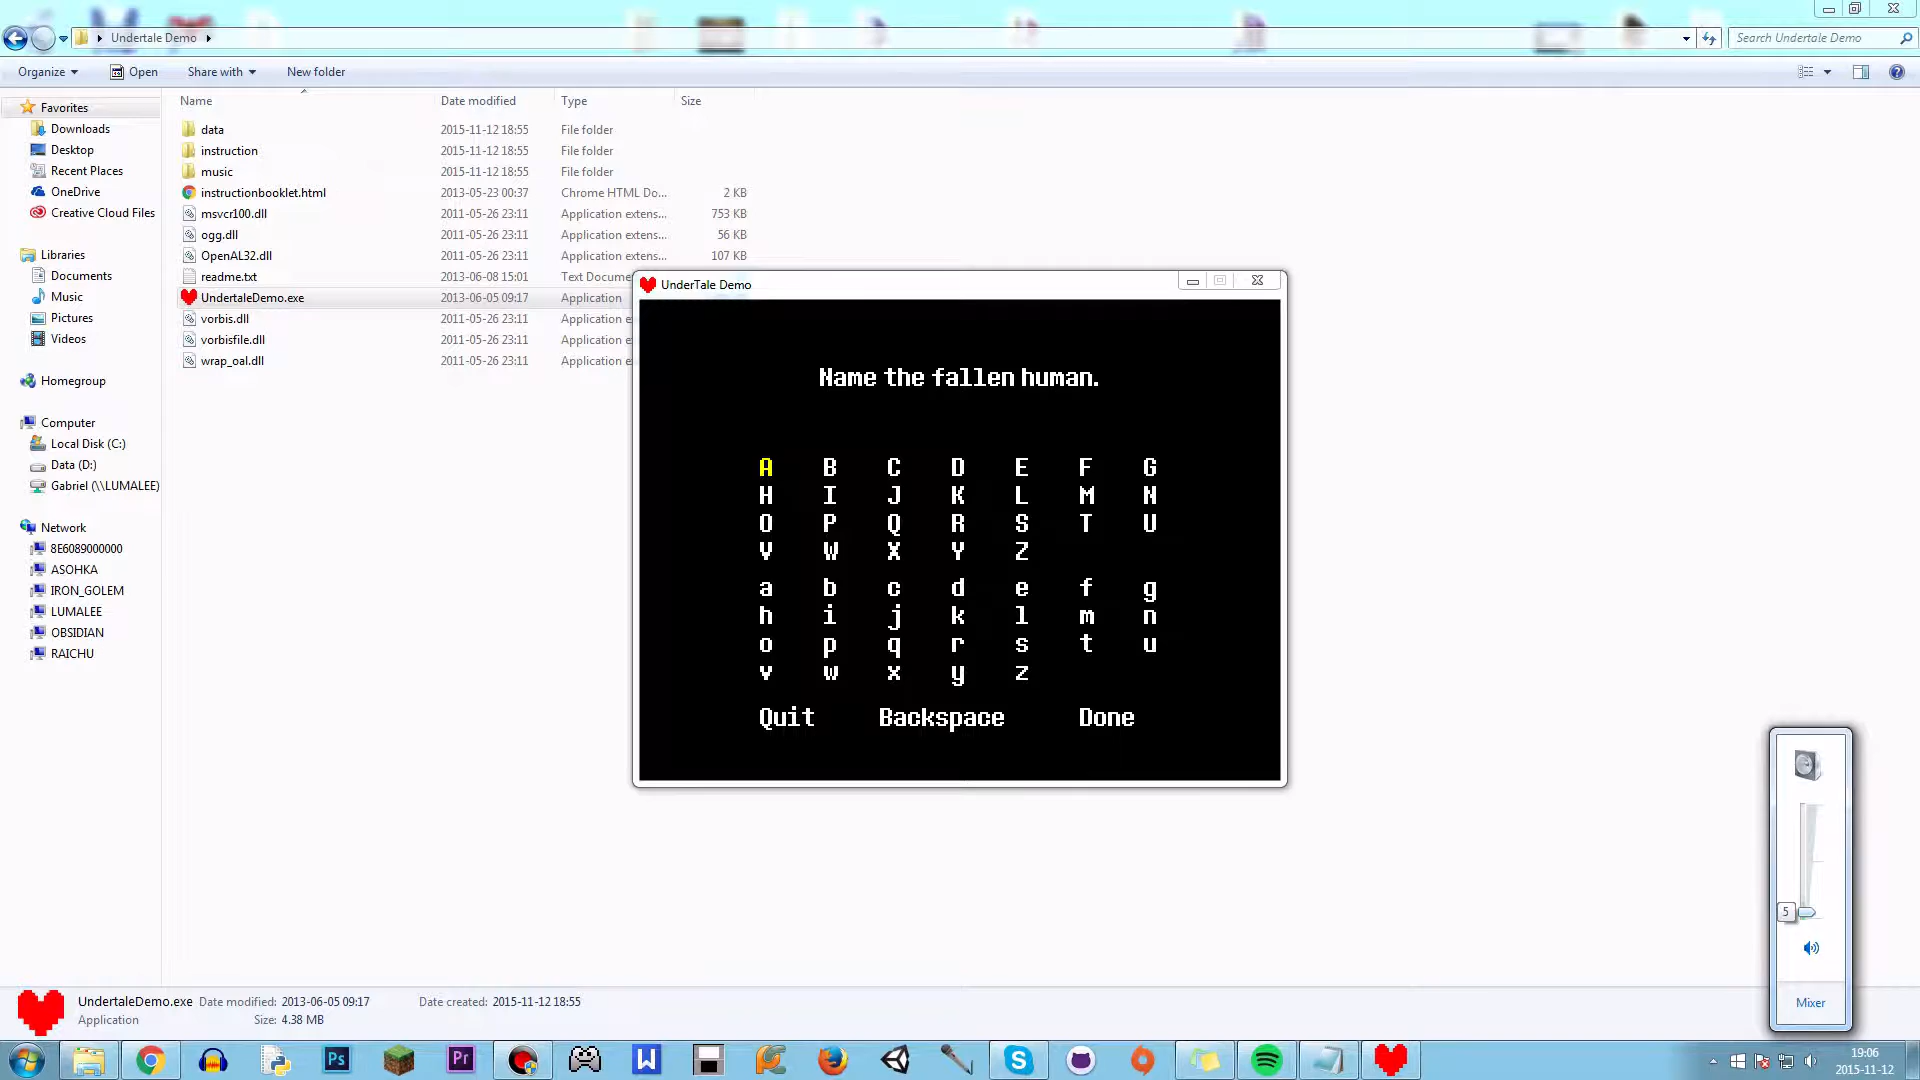 Undertale Demo
Search Undertale Demo
Organize Open Share with New folder
Name Date modified Type Size
Favorites
Downloads
Desktop
Recent Places
OneDrive
Creative Cloud Files
Libraries
Documents
Music
Pictures
Videos
Homegroup
Computer
Local Disk (C:)
Data (D:)
Gabriel (\\LUMALEE)
Network
8E6089000000
ASOHKA
IRON_GOLEM
LUMALEE
OBSIDIAN
RAICHU
data 2015-11-12 18:55 File folder
instruction 2015-11-12 18:55 File folder
music 2015-11-12 18:55 File folder
instructionbooklet.html 2013-05-23 00:37 Chrome HTML Do... 2 KB
msvcr100.dll 2011-05-26 23:11 Application extens... 753 KB
ogg.dll 2011-05-26 23:11 Application extens... 56 KB
OpenAL32.dll 2011-05-26 23:11 Application extens... 107 KB
readme.txt 2013-06-08 15:01 Text Docume
UndertaleDemo.exe 2013-06-05 09:17 Application
vorbis.dll 2011-05-26 23:11 Application e
vorbisfile.dll 2011-05-26 23:11 Application e
wrap_oal.dll 2011-05-26 23:11 Application e
UnderTale Demo
Name the fallen human.
A B C D E F G
H I J K L M N
O P Q R S T U
V W X Y Z
a b c d e f g
h i j k l m n
o p q r s t u
v w x y z
Quit Backspace Done
5
Mixer
UndertaleDemo.exe Date modified: 2013-06-05 09:17 Date created: 2015-11-12 18:55
Application Size: 4.38 MB
Ps
Pr
W
19:06
2015-11-12